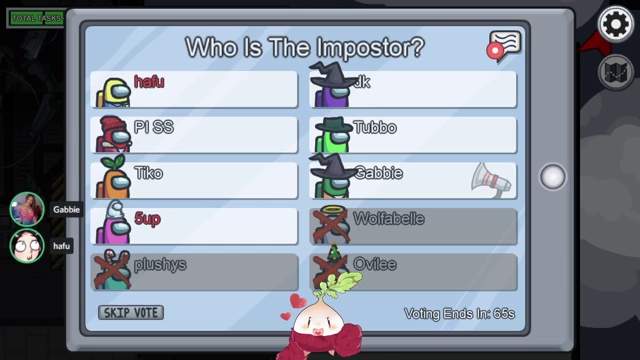 TOTAL TASKS
Who Is The Impostor?
hafu
dk
PI SS
Tubbo
Tiko
Gabbie
5up
Wolfabelle
plushys
Ovilee
Gabbie
hafu
SKIP VOTE
Voting Ends In: 65s